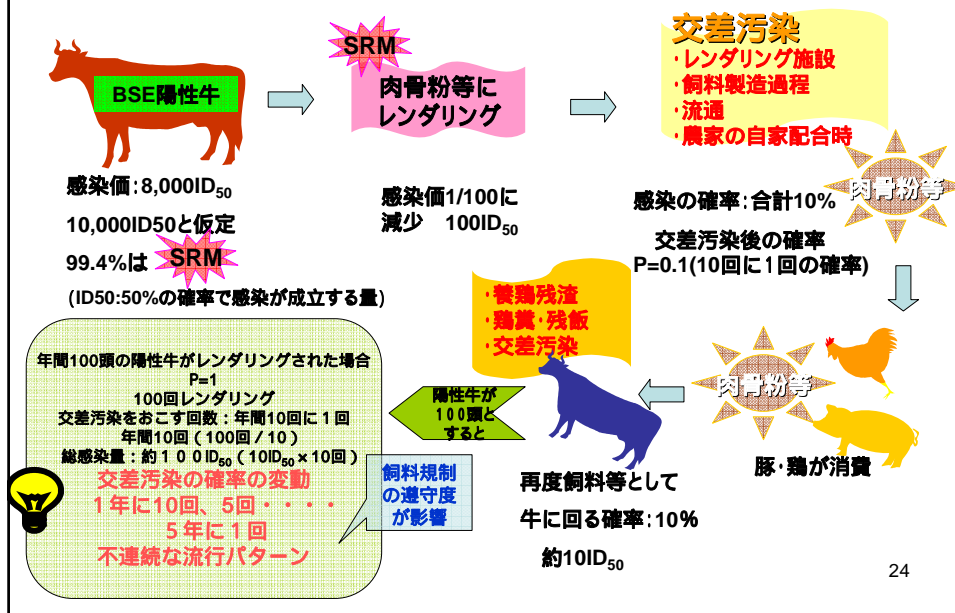 BSE陽性牛
感染価:8,000ID50
10,000ID50と仮定
99.4%は SRM
(ID50:50%の確率で感染が成立する量)
SRM
肉骨粉等に
レンダリング
感染価1/100に
減少 100ID50
交差汚染
・レンダリング施設
・飼料製造過程
・流通
・農家の自家配合時
肉骨粉等
感染の確率:合計10%
交差汚染後の確率
P=0.1(10回に1回の確率)
肉骨粉等
豚・鶏が消費
・養鶏残渣
・鶏糞・残飯
・交差汚染
再度飼料等として
牛に回る確率:10%
約10ID50
陽性牛が
100頭と
すると
年間100頭の陽性牛がレンダリングされた場合
P=1
100回レンダリング
交差汚染をおこす回数:年間10回に1回
年間10回(100回/10)
総感染量:約100ID50(10ID50×10回)
交差汚染の確率の変動
1年に10回、5回・・・・
5年に1回
不連続な流行パターン
飼料規制
の遵守度
が影響
24